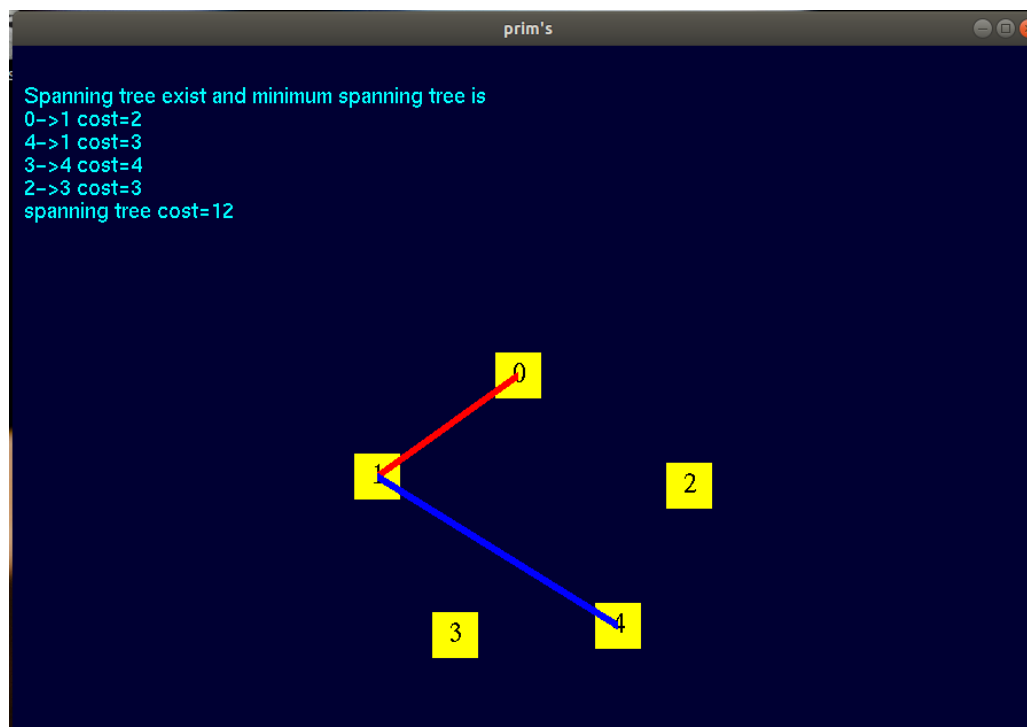 prim's
Spanning tree exist and minimum spanning tree is
0->1 cost=2
4->1 cost=3
3->4 cost=4
2->3 cost=3
spanning tree cost=12
0
1
2
4
3